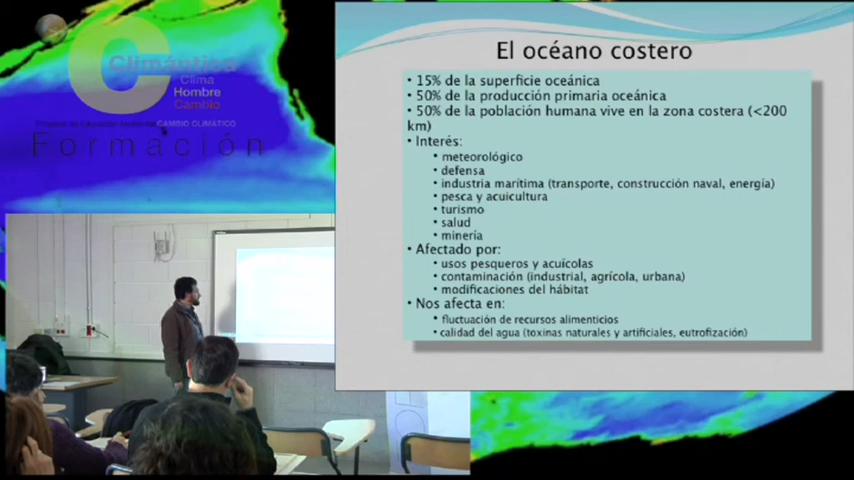 Climántica
Clima
Hombre
Cambio
Proyecto de Educación Ambiental CAMBIO CLIMÁTICO
Formación
El océano costero
• 15% de la superficie oceánica
• 50% de la producción primaria oceánica
• 50% de la población humana vive en la zona costera (<200
km)
• Interés:
• meteorológico
• defensa
• industria marítima (transporte, construcción naval, energía)
• pesca y acuicultura
• turismo
• salud
• minería
• Afectado por:
• usos pesqueros y acuícolas
• contaminación (industrial, agrícola, urbana)
• modificaciones del hábitat
• Nos afecta en:
• fluctuación de recursos alimenticios
• calidad del agua (toxinas naturales y artificiales, eutrofización)